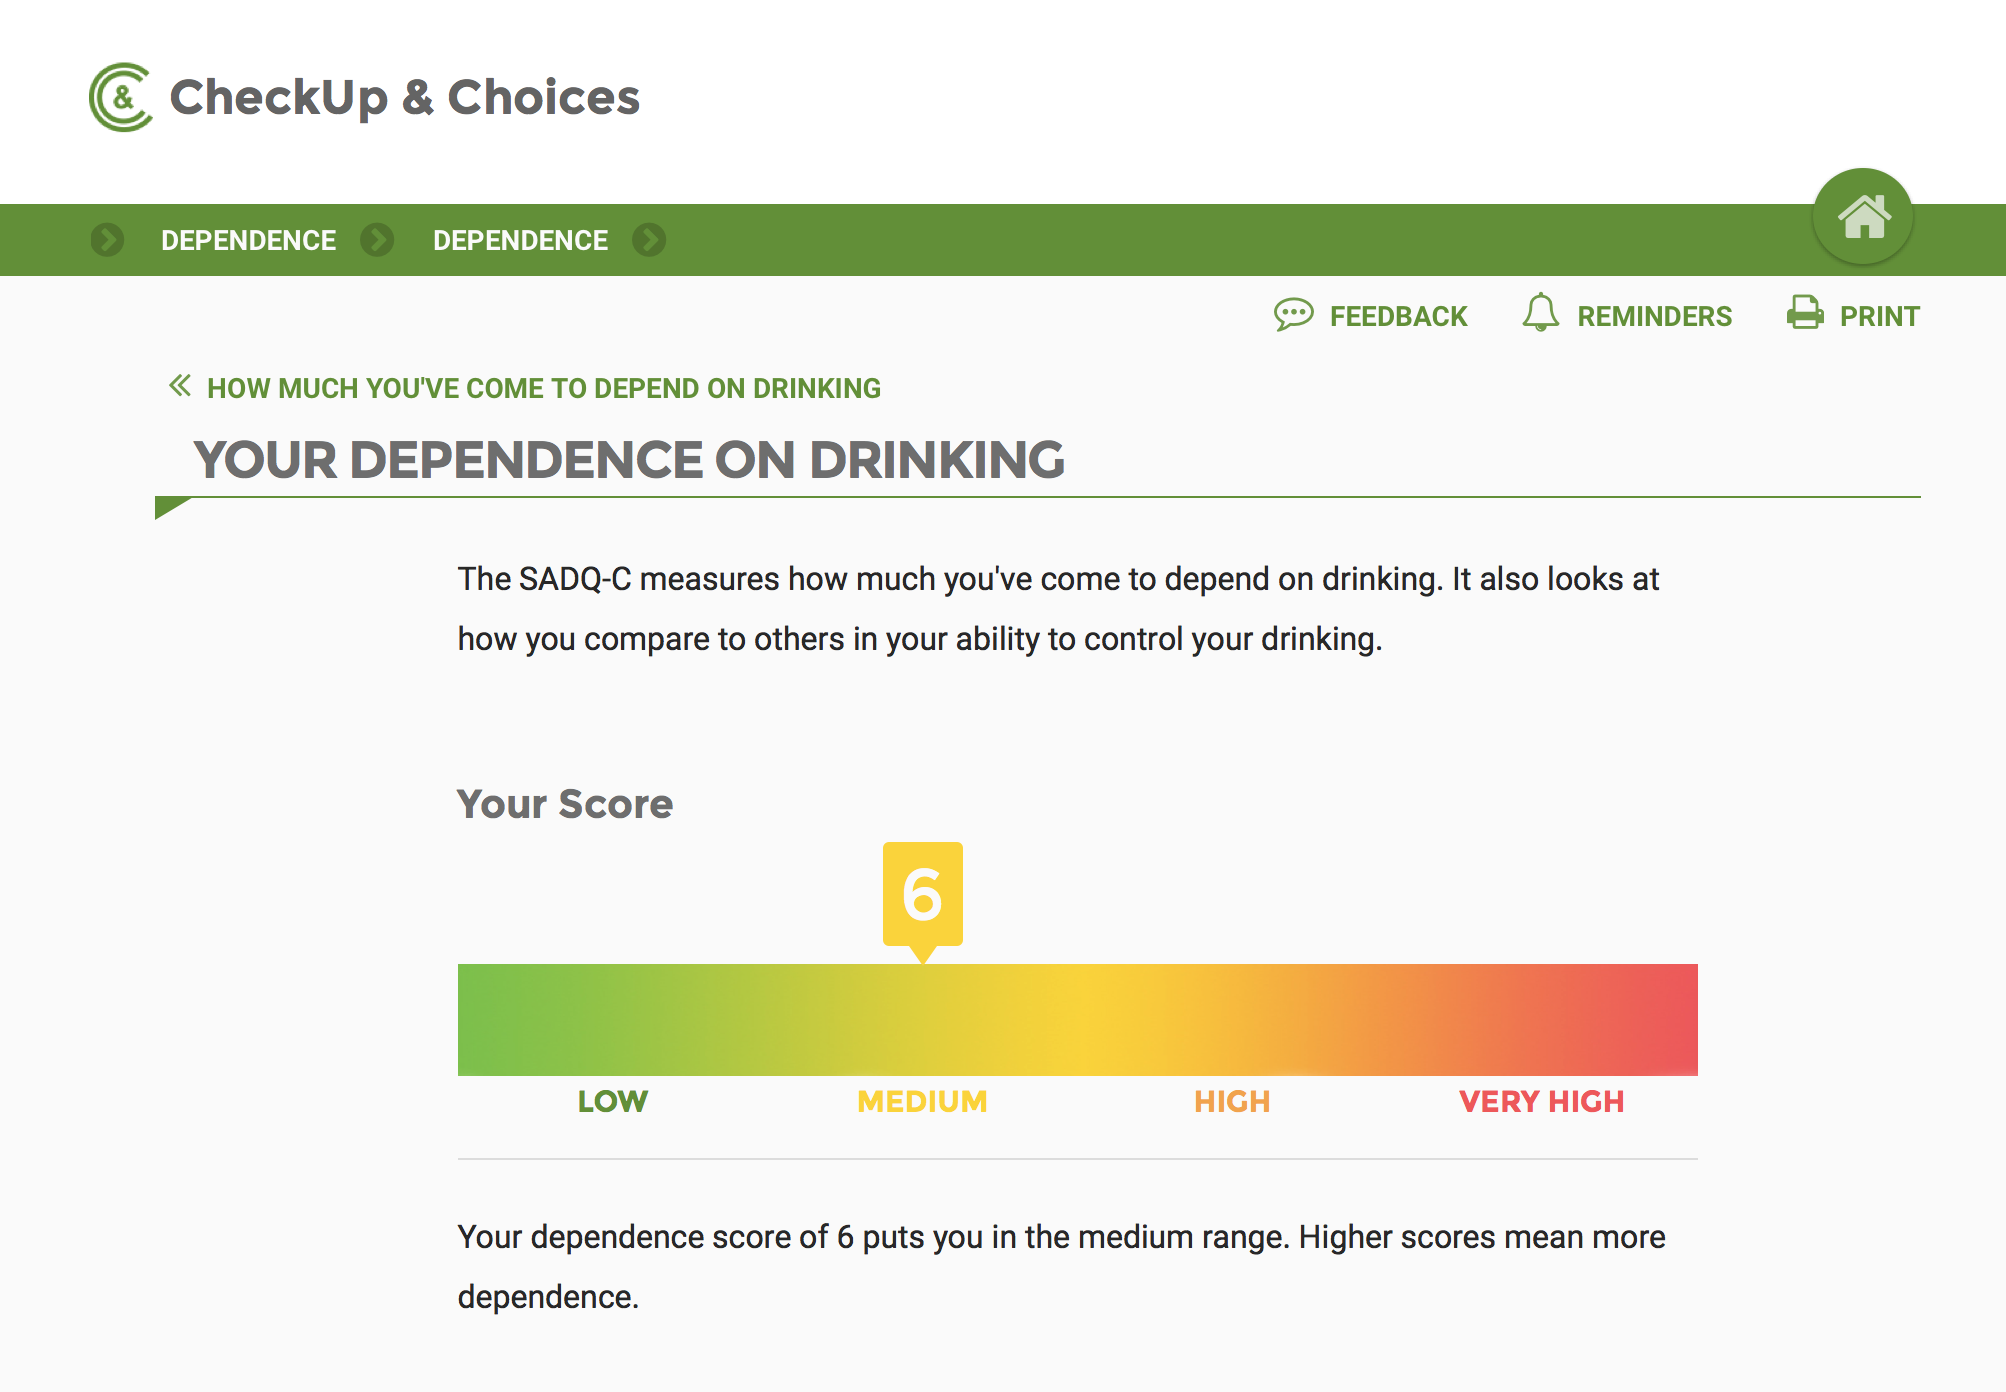 & CheckUp & Choices
DEPENDENCE DEPENDENCE
FEEDBACK REMINDERS PRINT
HOW MUCH YOU'VE COME TO DEPEND ON DRINKING
YOUR DEPENDENCE ON DRINKING
The SADQ-C measures how much you've come to depend on drinking. It also looks at
how you compare to others in your ability to control your drinking.
Your Score
6
LOW MEDIUM HIGH VERY HIGH
Your dependence score of 6 puts you in the medium range. Higher scores mean more
dependence.